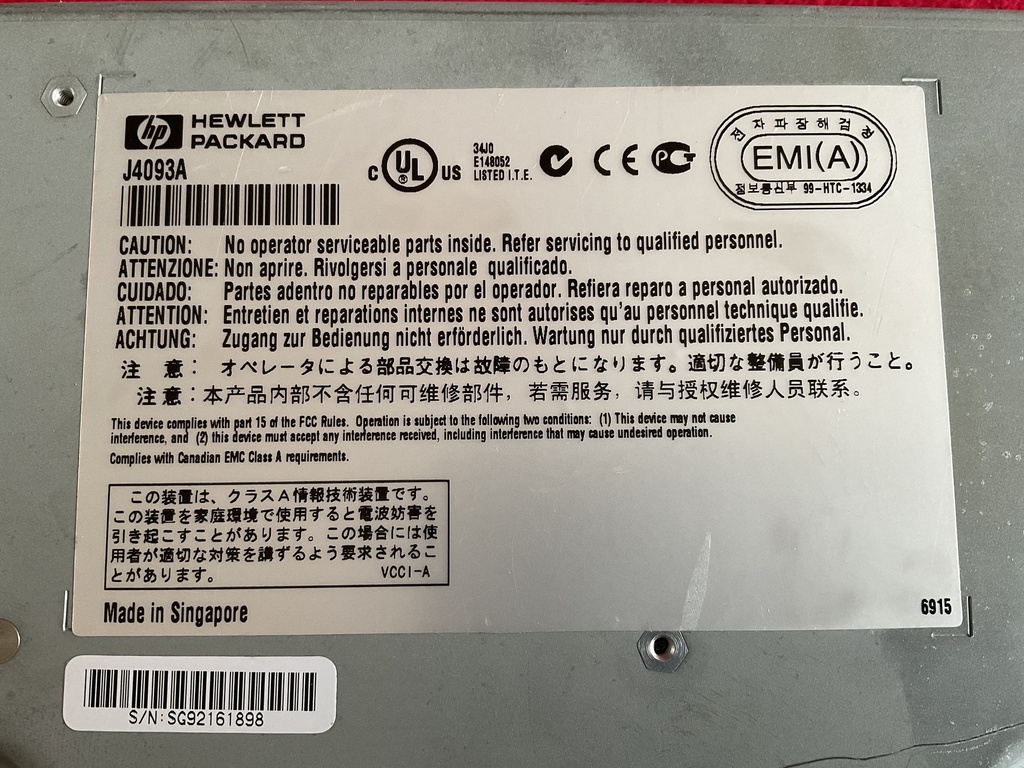 hp HEWLETT
PACKARD
J4093A
C UL ® US
34J0
E148052
LISTED I.T.E.
CE
전자파장해검정
EMI(A)
정보통신부 99-HTC-1334
CAUTION: No operator serviceable parts inside. Refer servicing to qualified personnel.
ATTENZIONE: Non aprire. Rivolgersi a personale qualificado.
CUIDADO: Partes adentro no reparables por el operador. Refiera reparo a personal autorizado.
ATTENTION: Entretien et reparations internes ne sont autorises qu'au personnel technique qualifie.
ACHTUNG: Zugang zur Bedienung nicht erförderlich. Wartung nur durch qualifiziertes Personal.
注 意: オペレータによる部品交換は故障のもとになります。適切な整備員が行うこと。
注意:本产品内部不含任何可维修部件，若需服务，请与授权维修人员联系。
This device complies with part 15 of the FCC Rules. Operation is subject to the following two conditions: (1) This device may not cause
interference, and (2) this device must accept any interference received, including interference that may cause undesired operation.
Complies with Canadian EMC Class A requirements.
この装置は、クラスA情報技術装置です。
この装置を家庭環境で使用すると電波妨害を
引き起こすことがあります。この場合には使
用者が適切な対策を講ずるよう要求されるこ
とがあります。 VCCI-A
Made in Singapore
6915
S/N:SG92161898